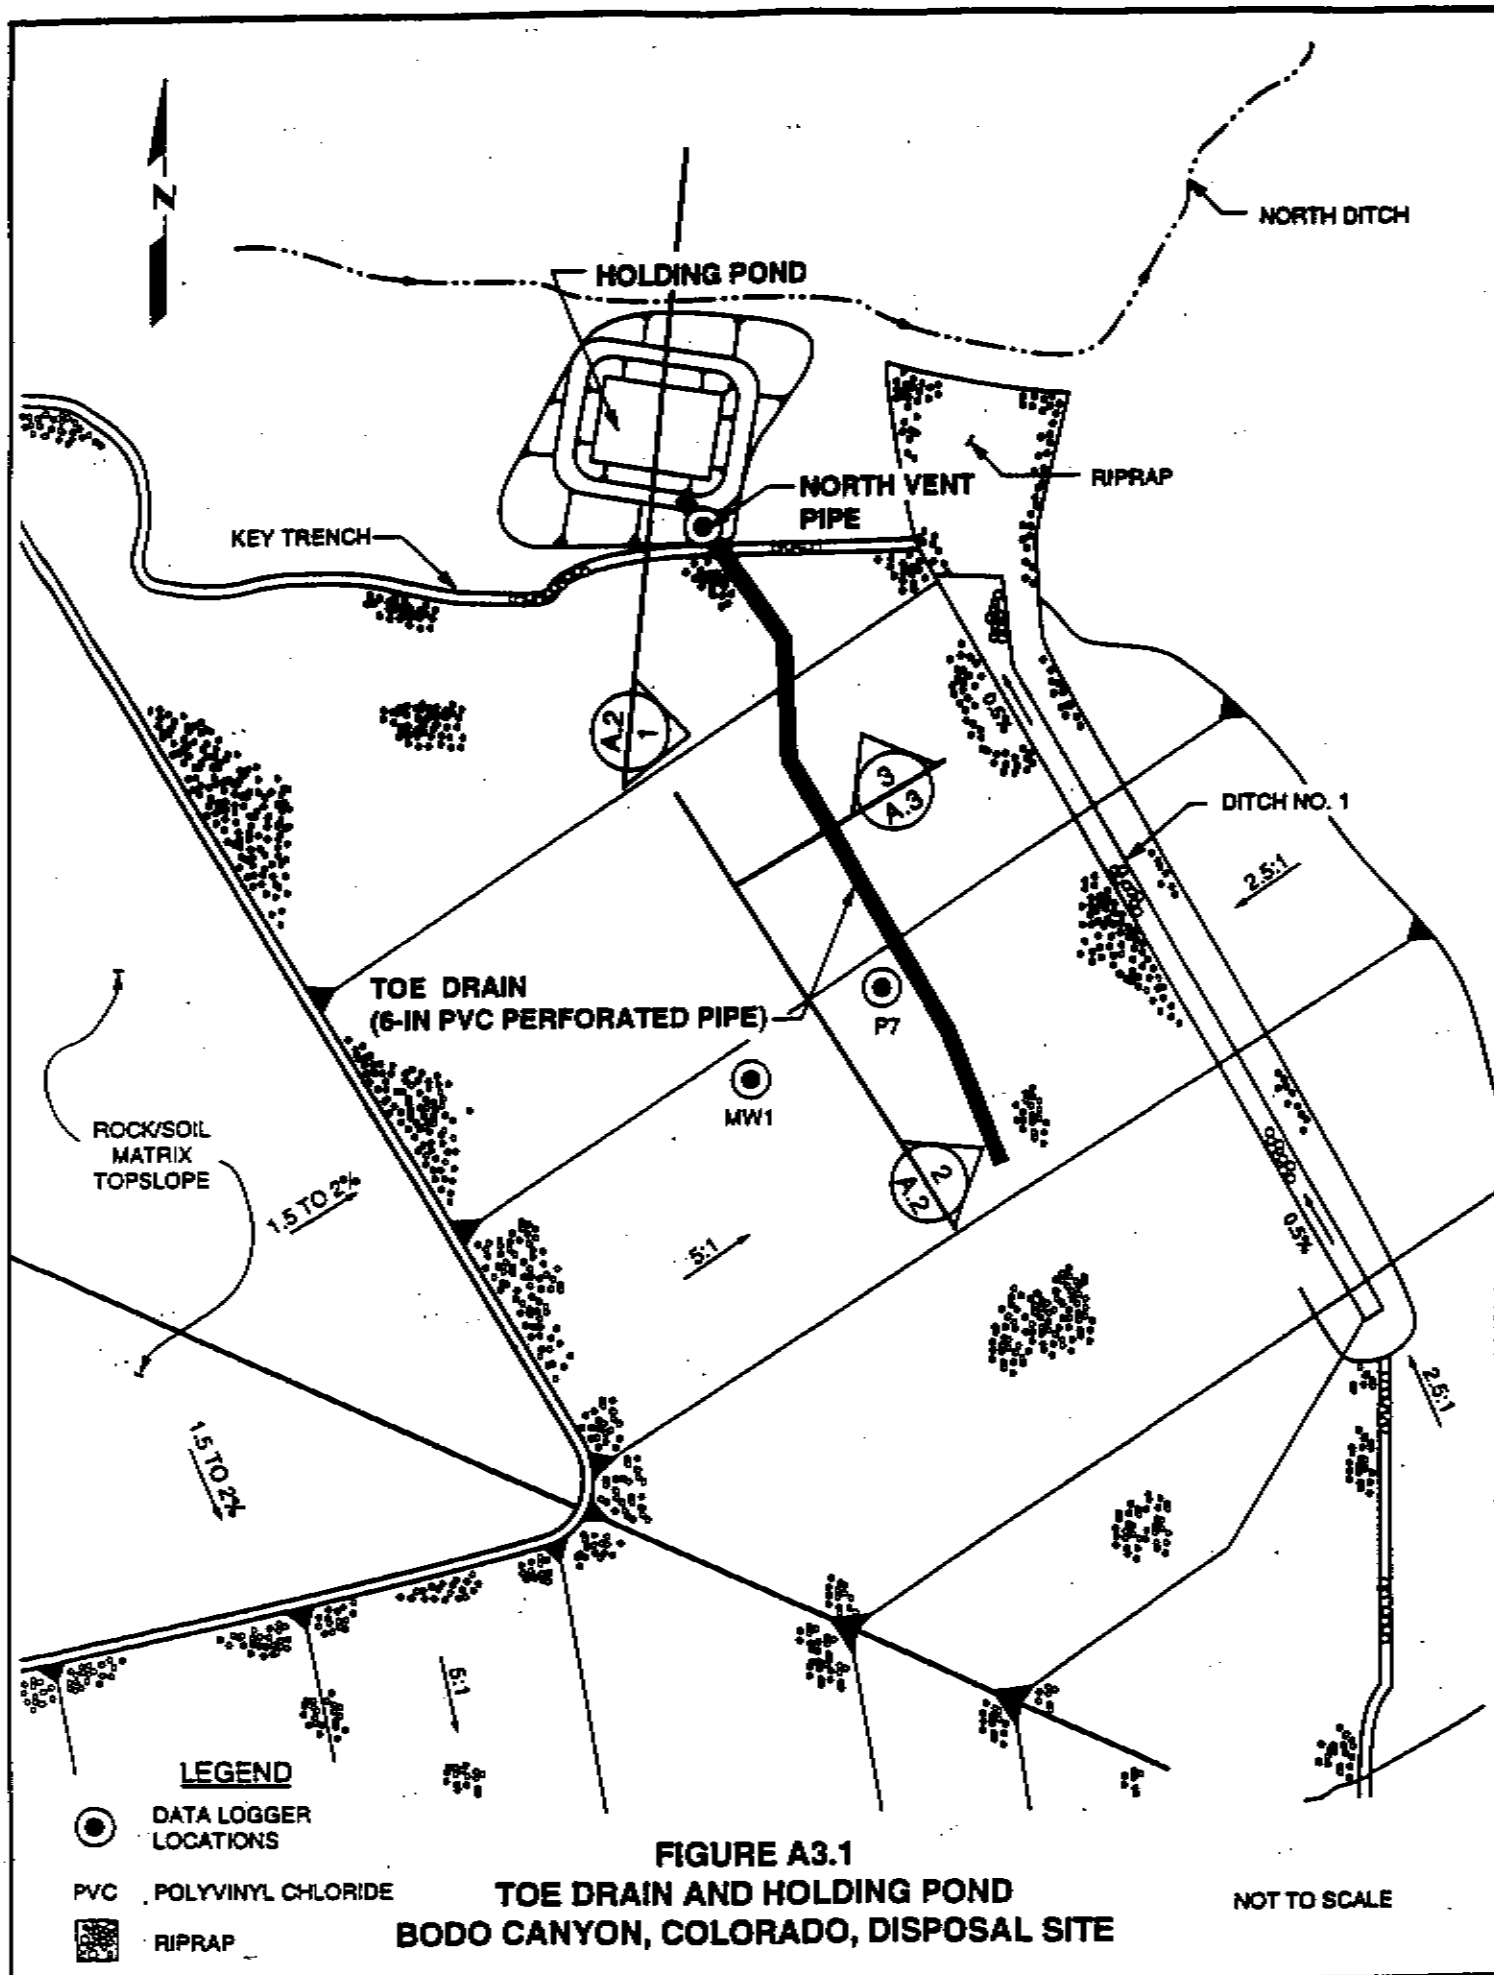 N
NORTH DITCH
HOLDING POND
RIPRAP
NORTH VENT
PIPE
KEY TRENCH
0.5%
A.2
1
3
A.3
DITCH NO. 1
2.5:1
TOE DRAIN
(6-IN PVC PERFORATED PIPE)
P7
MW1
ROCK/SOIL
MATRIX
TOPSLOPE
1.5 TO 2%
2
A.2
5:1
0.5%
2.5:1
1.5 TO 2%
5:1
LEGEND
DATA LOGGER
LOCATIONS
PVC POLYVINYL CHLORIDE
RIPRAP
FIGURE A3.1
TOE DRAIN AND HOLDING POND
BODO CANYON, COLORADO, DISPOSAL SITE
NOT TO SCALE